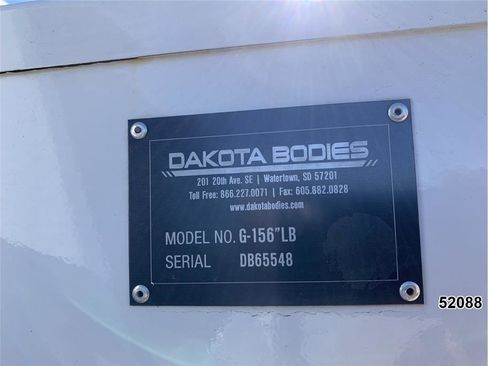 DAKOTA BODIES
201 20th Ave. SE | Watertown, SD 57201
Toll Free: 866.227.0071 | Fax: 605.882.0828
www.dakotabodies.com
MODEL NO. G-156"LB
SERIAL DB65548
52088